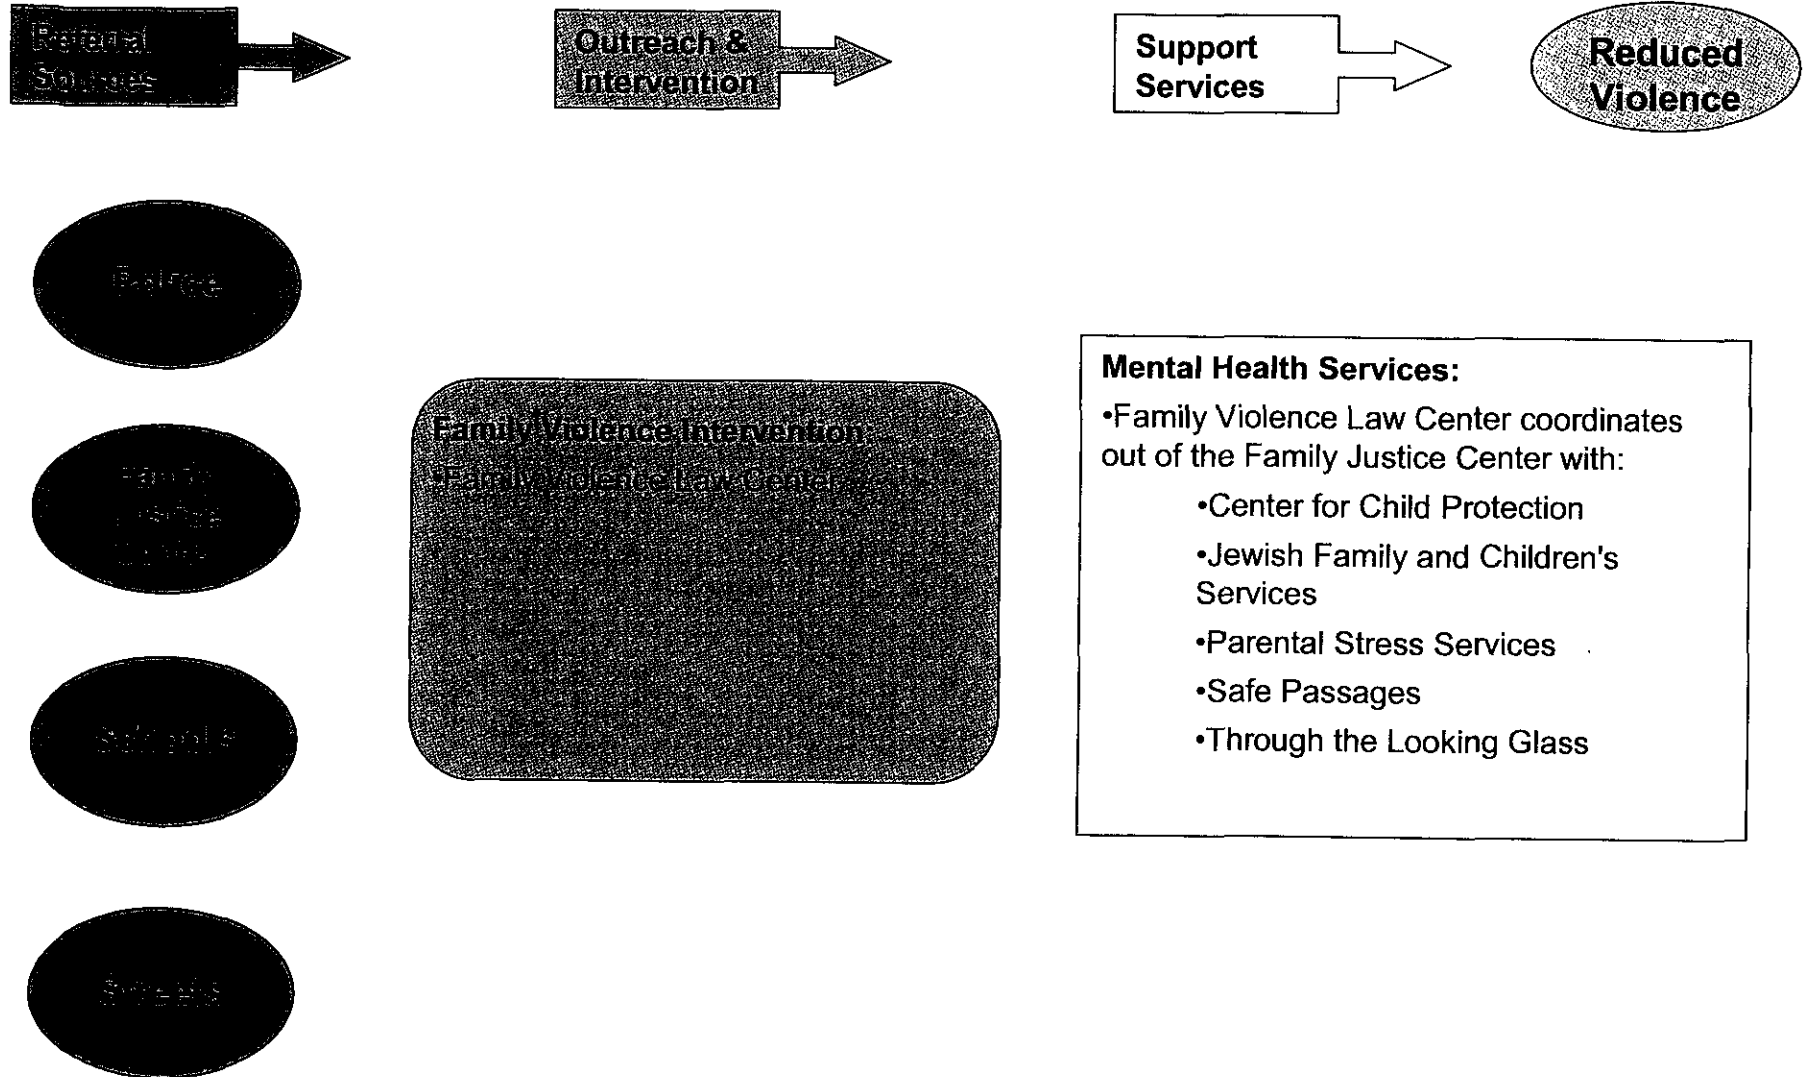 Referral
Sources
Outreach &
Intervention
Support
Services
Reduced
Violence
Police
Family
Justice
Center
Schools
Streets
Family Violence Intervention:
•Family Violence Law Center
Mental Health Services:
•Family Violence Law Center coordinates
out of the Family Justice Center with:
•Center for Child Protection
•Jewish Family and Children's
Services
•Parental Stress Services
•Safe Passages
•Through the Looking Glass